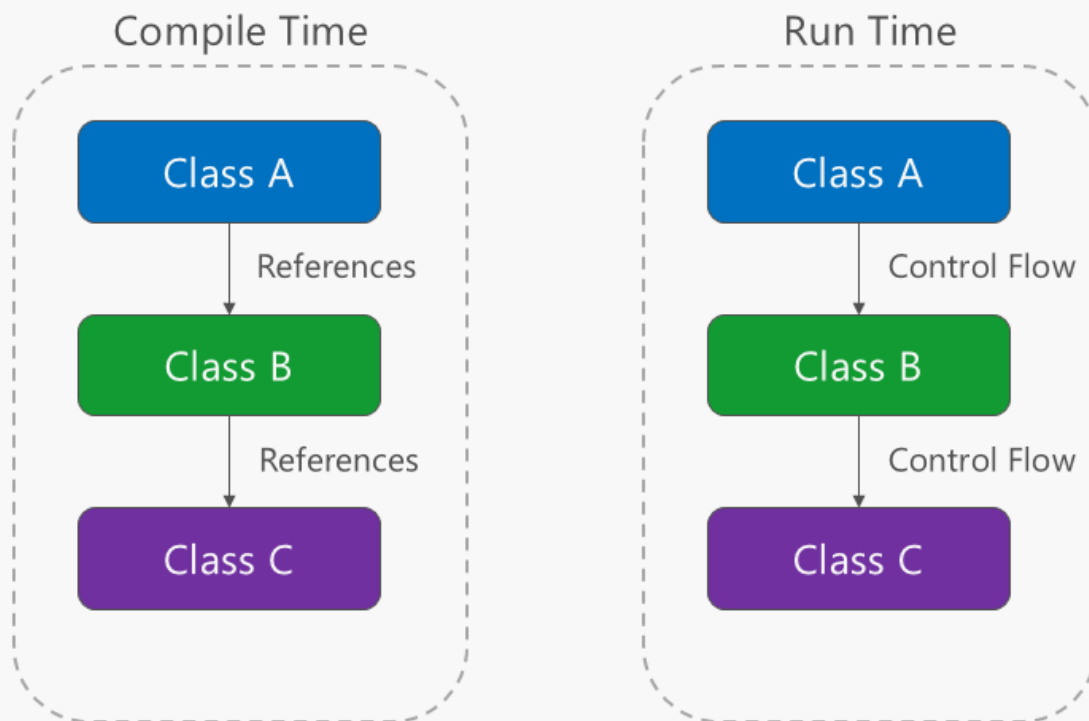 Compile Time
Class A
References
Class B
References
Class C
Run Time
Class A
Control Flow
Class B
Control Flow
Class C